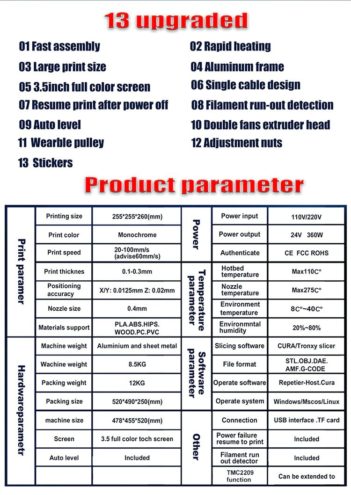 13 upgraded
01 Fast assembly
02 Rapid heating
03 Large print size
04 Aluminum frame
05 3.5inch full color screen
06 Single cable design
07 Resume print after power off
08 Filament run-out detection
09 Auto level
10 Double fans extruder head
11 Wearble pulley
12 Adjustment nuts
13 Stickers
Product parameter
Print paramer
Printing size
255*255*260(mm)
Print color
Monochrome
Print speed
20-100mm/s
(advise60mm/s)
Print thicknes
0.1-0.3mm
Positioning
accuracy
X/Y: 0.0125mm Z: 0.02mm
Nozzle size
0.4mm
Materials support
PLA.ABS.HIPS.
WOOD.PC.PVC
Power
Power input
110V/220V
Power output
24V 360W
Authenticate
CE FCC ROHS
Temperature
parameter
Hotbed
temperature
Max110C°
Nozzle
temperature
Max275C°
Environment
temperature
8C°~40C°
Environmntal
humidity
20%~80%
Hardwareparametr
Machine weight
Aluminium and sheet metal
Wachine weight
8.5KG
Packing weight
12KG
Packing size
520*490*250(mm)
machine size
478*455*520(mm)
Screen
3.5 full color toch screen
Auto level
Included
Software
parameter
Slicing software
CURA/Tronxy slicer
File format
STL.OBJ.DAE.
AMF.G-CODE
Operate software
Repetier-Host.Cura
Operate system
Windows/Mscos/Linux
Other
Connection
USB interface .TF card
Power failure
resume to print
Included
Filament run
out detector
Included
TMC2209
function
Can be extended to